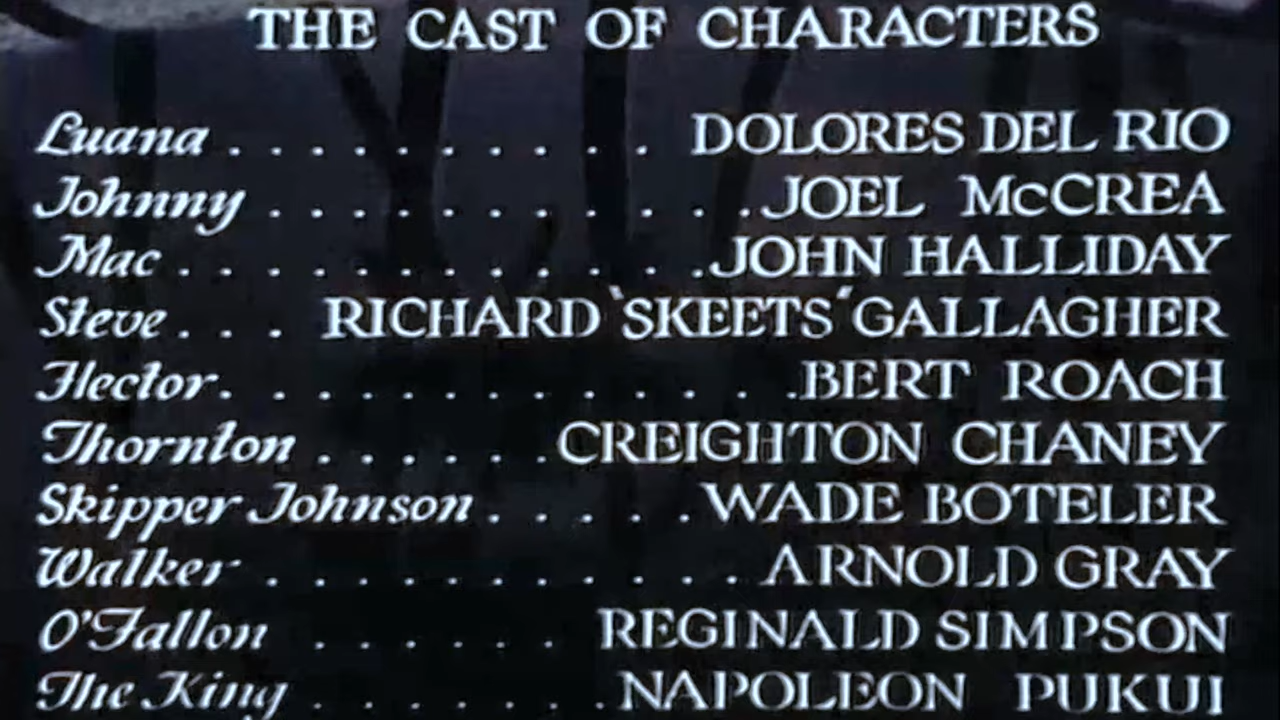 THE CAST OF CHARACTERS
Luana . . . . . . . . . . DOLORES DEL RIO
Johnny . . . . . . . . . . . JOEL McCREA
Mac . . . . . . . . . . . . JOHN HALLIDAY
Steve . . . RICHARD "SKEETS" GALLAGHER
Hector . . . . . . . . . . . . BERT ROACH
Thornton . . . . . . CREIGHTON CHANEY
Skipper Johnson . . . . . WADE BOTELER
Walker . . . . . . . . . . . ARNOLD GRAY
O'Fallon . . . . . . REGINALD SIMPSON
The King . . . . . . . NAPOLEON PUKUI